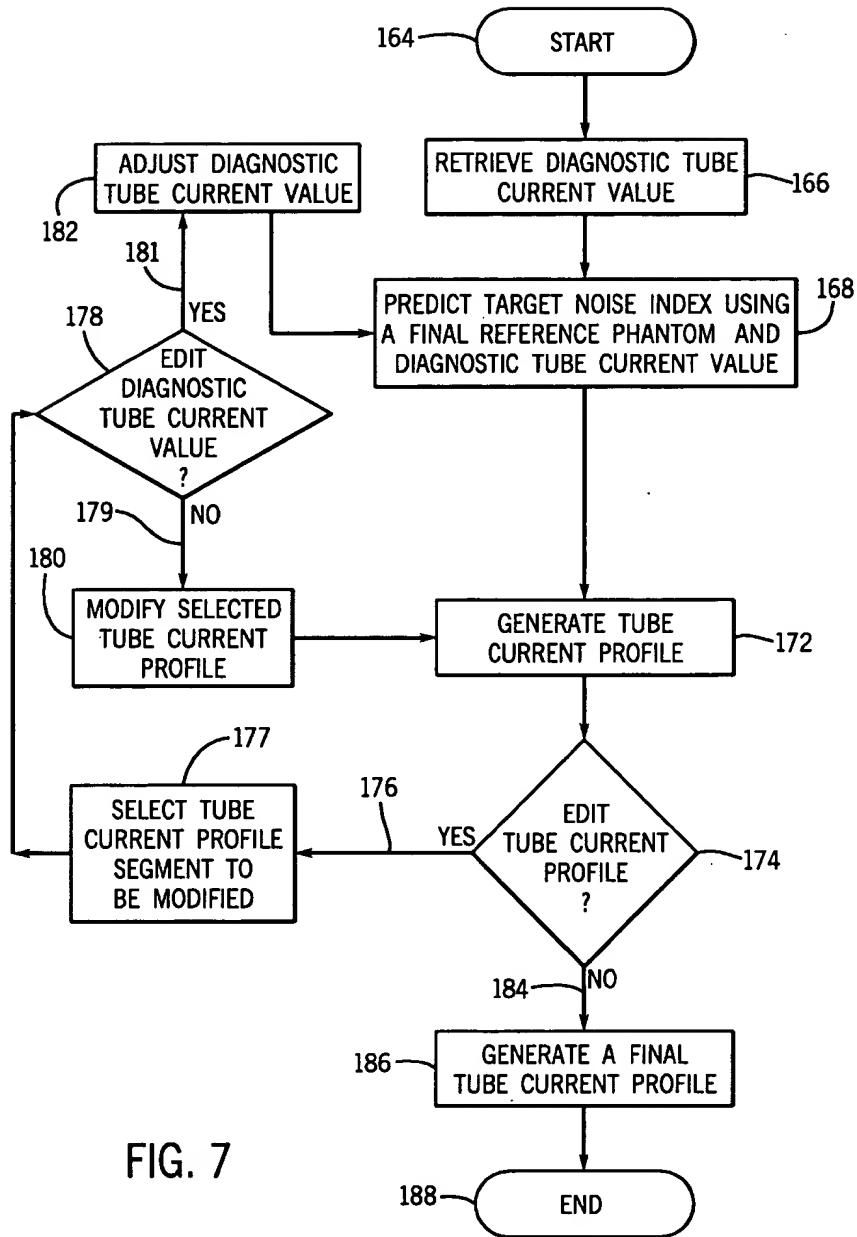 164
START
RETRIEVE DIAGNOSTIC TUBE
CURRENT VALUE
166
ADJUST DIAGNOSTIC
TUBE CURRENT VALUE
182
181
YES
178
EDIT
DIAGNOSTIC
TUBE CURRENT
VALUE
?
PREDICT TARGET NOISE INDEX USING
A FINAL REFERENCE PHANTOM AND
DIAGNOSTIC TUBE CURRENT VALUE
168
179
NO
180
MODIFY SELECTED
TUBE CURRENT
PROFILE
GENERATE TUBE
CURRENT PROFILE
172
177
SELECT TUBE
CURRENT PROFILE
SEGMENT TO
BE MODIFIED
176
YES
EDIT
TUBE CURRENT
PROFILE
?
174
184
NO
186
GENERATE A FINAL
TUBE CURRENT PROFILE
FIG. 7
188
END